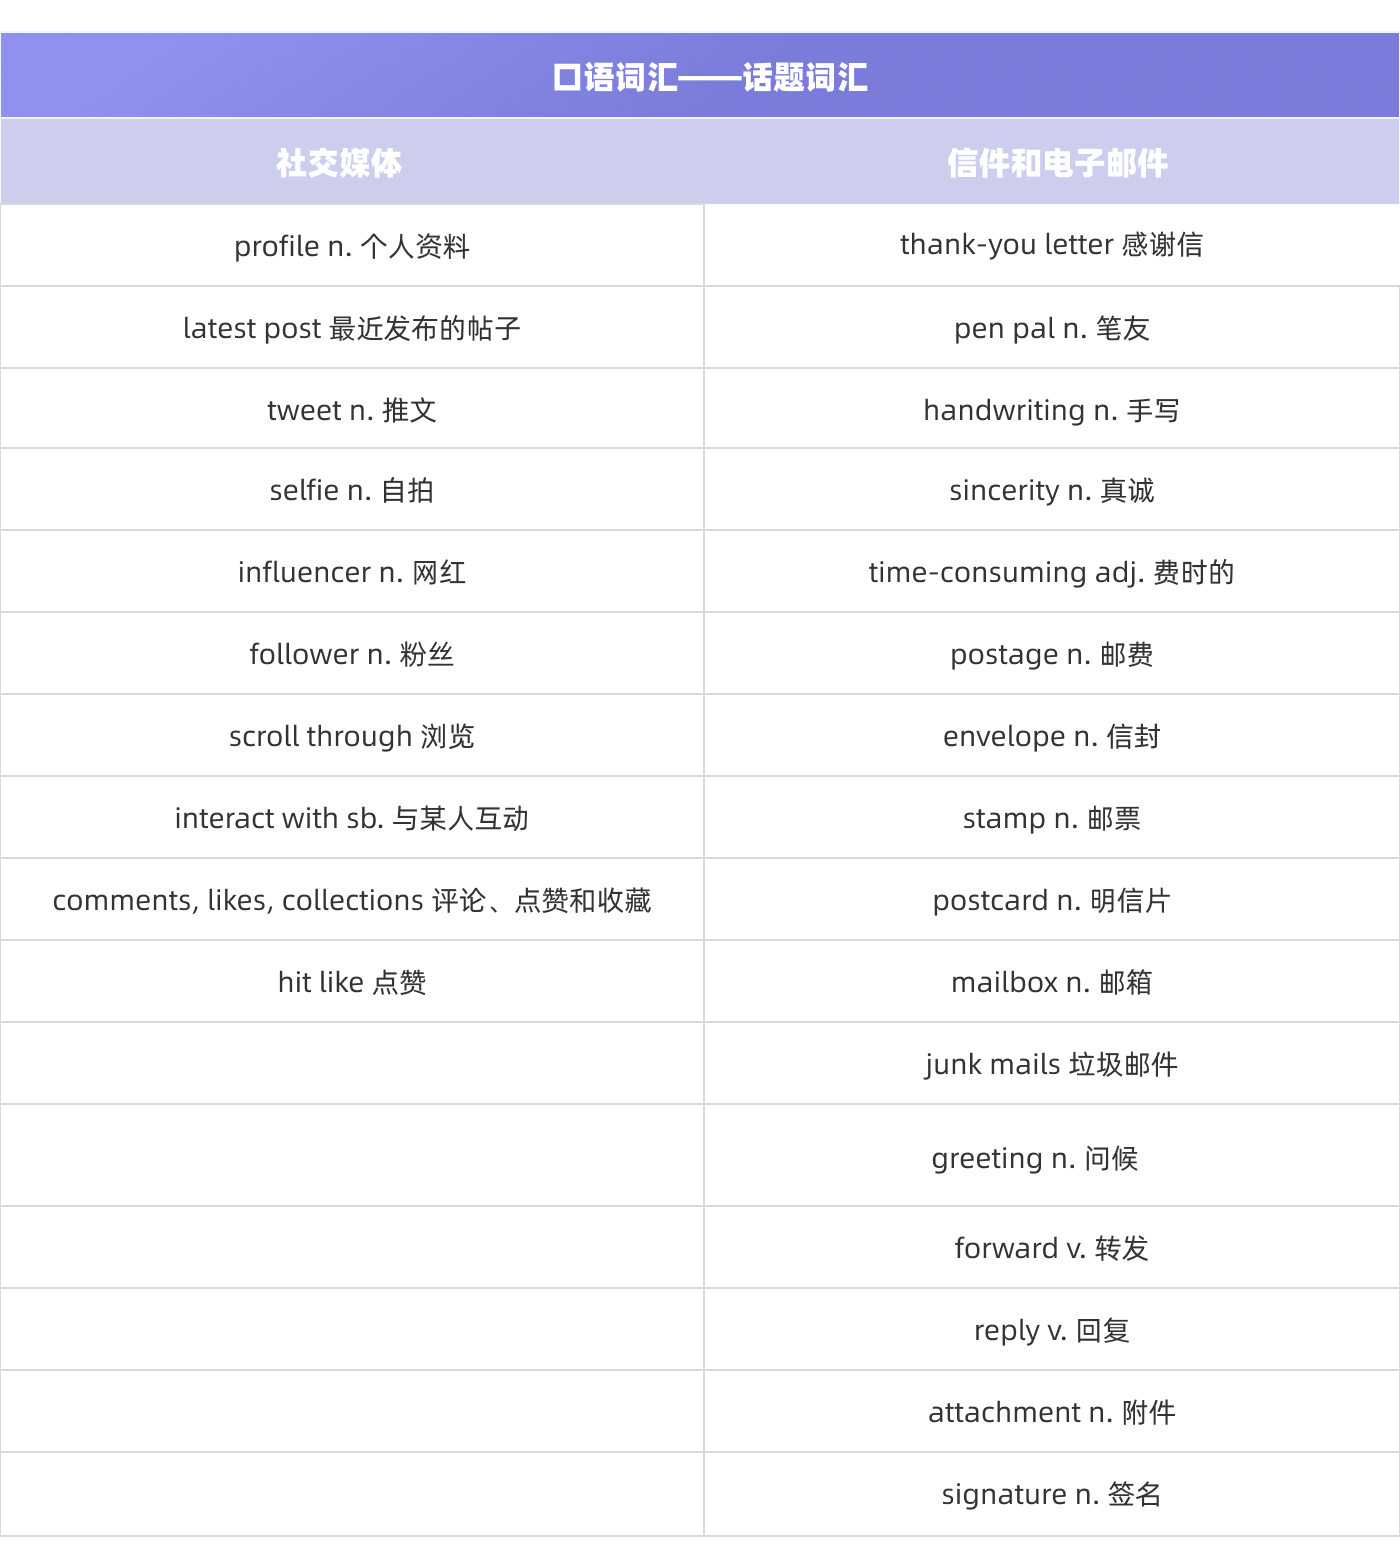 口语词汇——话题词汇
社交媒体 信件和电子邮件
profile n. 个人资料 thank-you letter 感谢信
latest post 最近发布的帖子 pen pal n. 笔友
tweet n. 推文 handwriting n. 手写
selfie n. 自拍 sincerity n. 真诚
influencer n. 网红 time-consuming adj. 费时的
follower n. 粉丝 postage n. 邮费
scroll through 浏览 envelope n. 信封
interact with sb. 与某人互动 stamp n. 邮票
comments, likes, collections 评论、点赞和收藏 postcard n. 明信片
hit like 点赞 mailbox n. 邮箱
junk mails 垃圾邮件
greeting n. 问候
forward v. 转发
reply v. 回复
attachment n. 附件
signature n. 签名